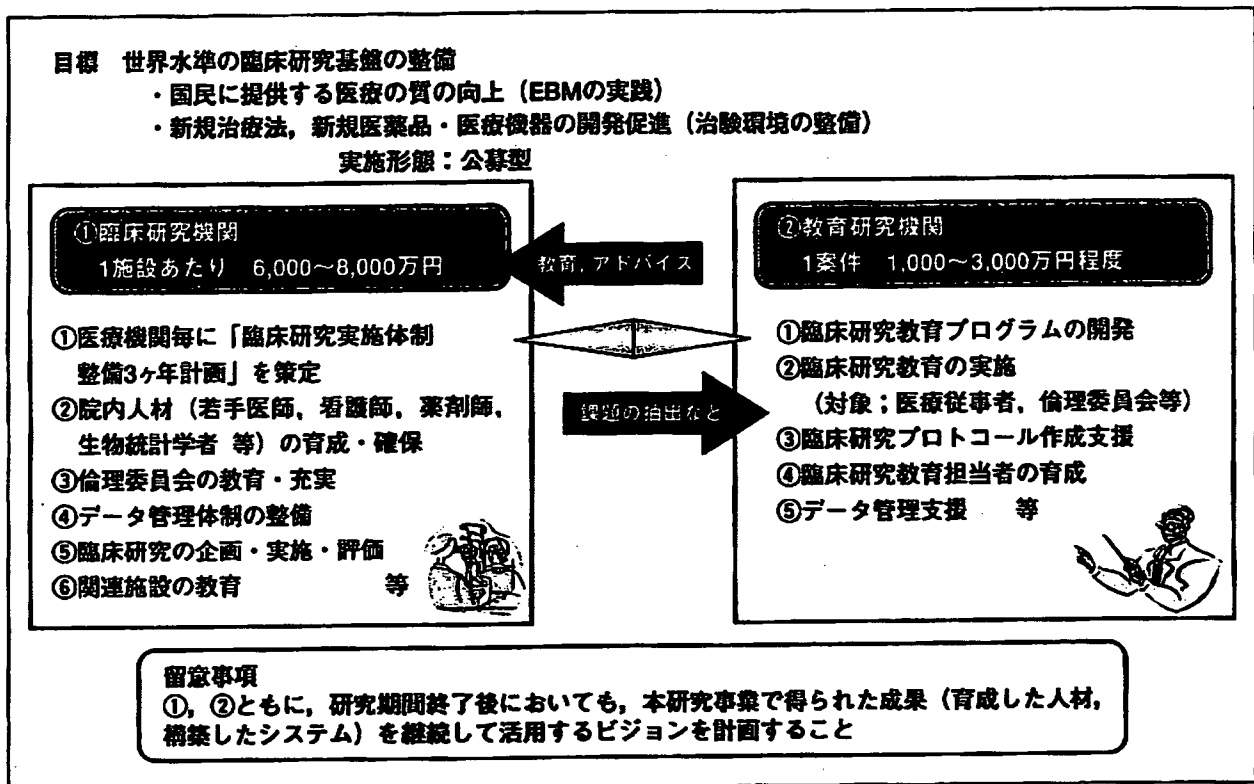 目標 世界水準の臨床研究基盤の整備
・国民に提供する医療の質の向上（EBMの実践）
・新規治療法，新規医薬品・医療機器の開発促進（治験環境の整備）
実施形態：公募型
①臨床研究機関
1施設あたり 6,000～8,000万円
①医療機関毎に「臨床研究実施体制
整備3ヶ年計画」を策定
②院内人材（若手医師，看護師，薬剤師，
生物統計学者 等）の育成・確保
③倫理委員会の教育・充実
④データ管理体制の整備
⑤臨床研究の企画・実施・評価
⑥関連施設の教育 等
教育，アドバイス
課題の抽出など
②教育研究機関
1案件 1,000～3,000万円程度
①臨床研究教育プログラムの開発
②臨床研究教育の実施
（対象；医療従事者，倫理委員会等）
③臨床研究プロトコール作成支援
④臨床研究教育担当者の育成
⑤データ管理支援 等
留意事項
①，②ともに，研究期間終了後においても，本研究事業で得られた成果（育成した人材，
構築したシステム）を継続して活用するビジョンを計画すること